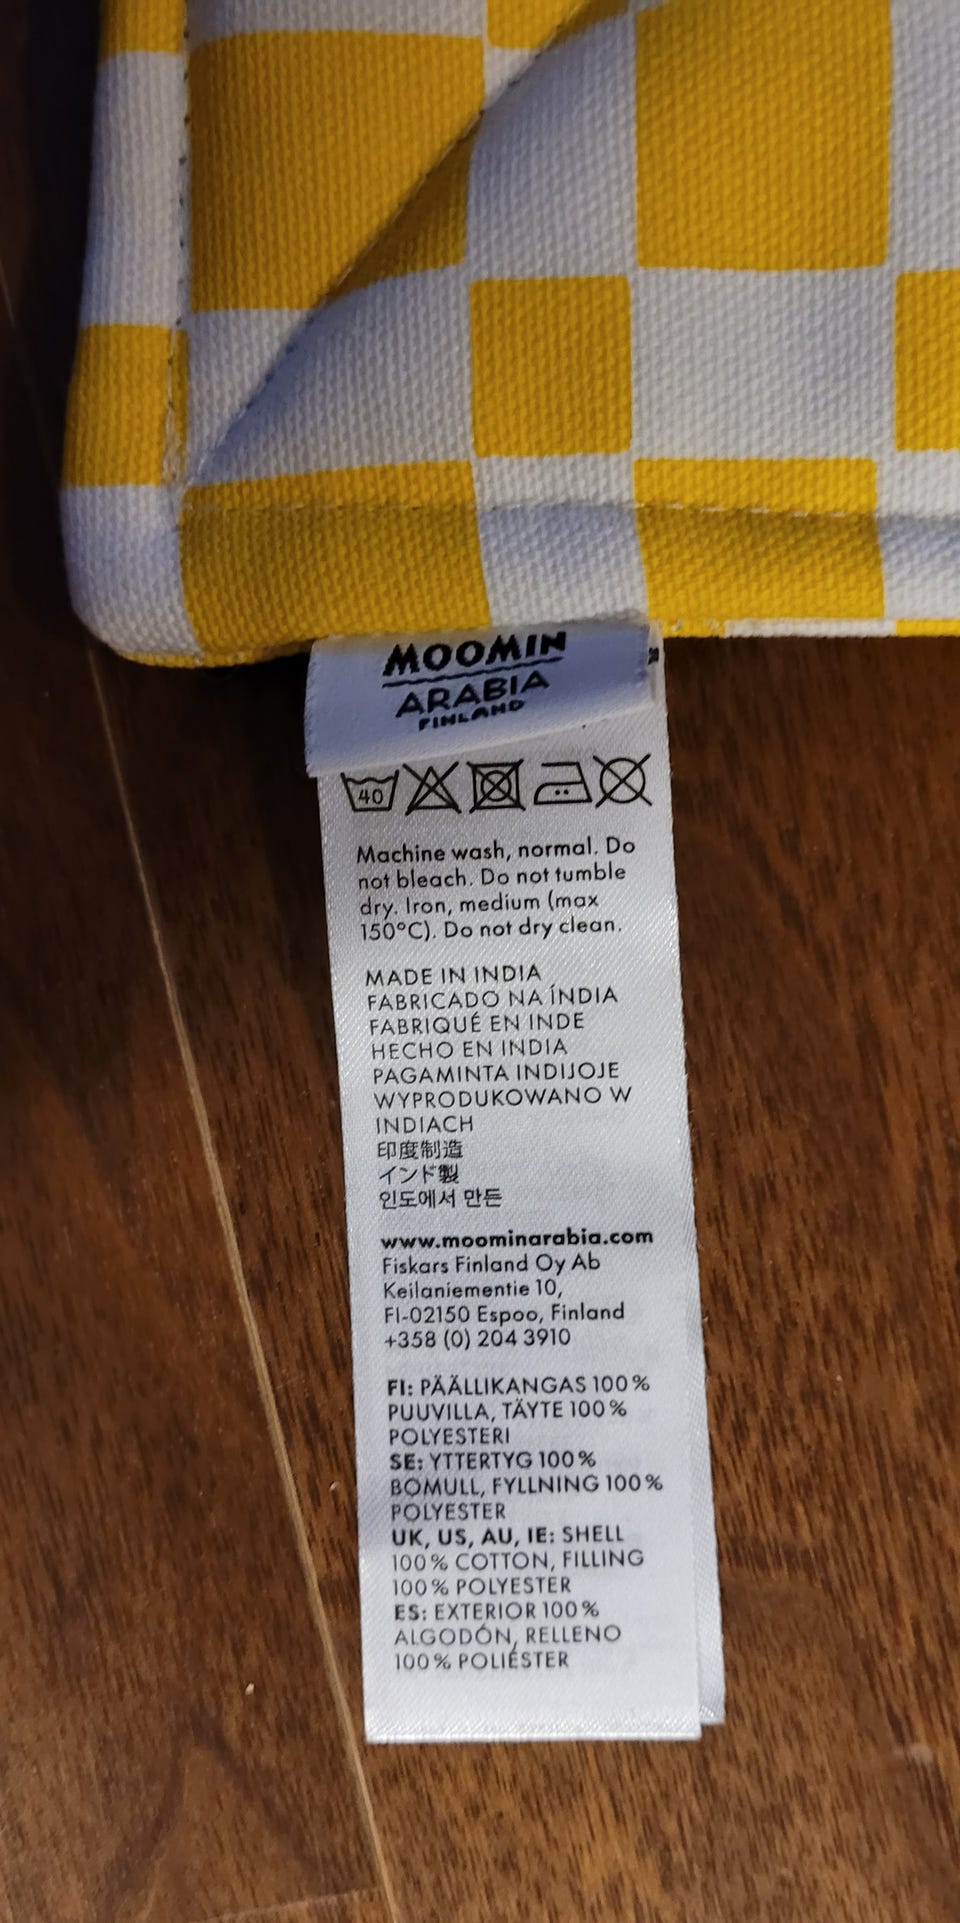 MOOMIN
ARABIA
FINLAND
40
Machine wash, normal. Do
not bleach. Do not tumble
dry. Iron, medium (max
150°C). Do not dry clean.
MADE IN INDIA
FABRICADO NA ÍNDIA
FABRIQUÉ EN INDE
HECHO EN INDIA
PAGAMINTA INDIJOJE
WYPRODUKOWANO W
INDIACH
印度制造
インド製
인도에서 만든
www.moominarabia.com
Fiskars Finland Oy Ab
Keilaniementie 10,
FI-02150 Espoo, Finland
+358 (0) 204 3910
FI: PÄÄLLIKANGAS 100%
PUUVILLA, TÄYTE 100%
POLYESTERI
SE: YTTERTYG 100%
BOMULL, FYLLNING 100%
POLYESTER
UK, US, AU, IE: SHELL
100% COTTON, FILLING
100% POLYESTER
ES: EXTERIOR 100%
ALGODÓN, RELLENO
100% POLIÉSTER